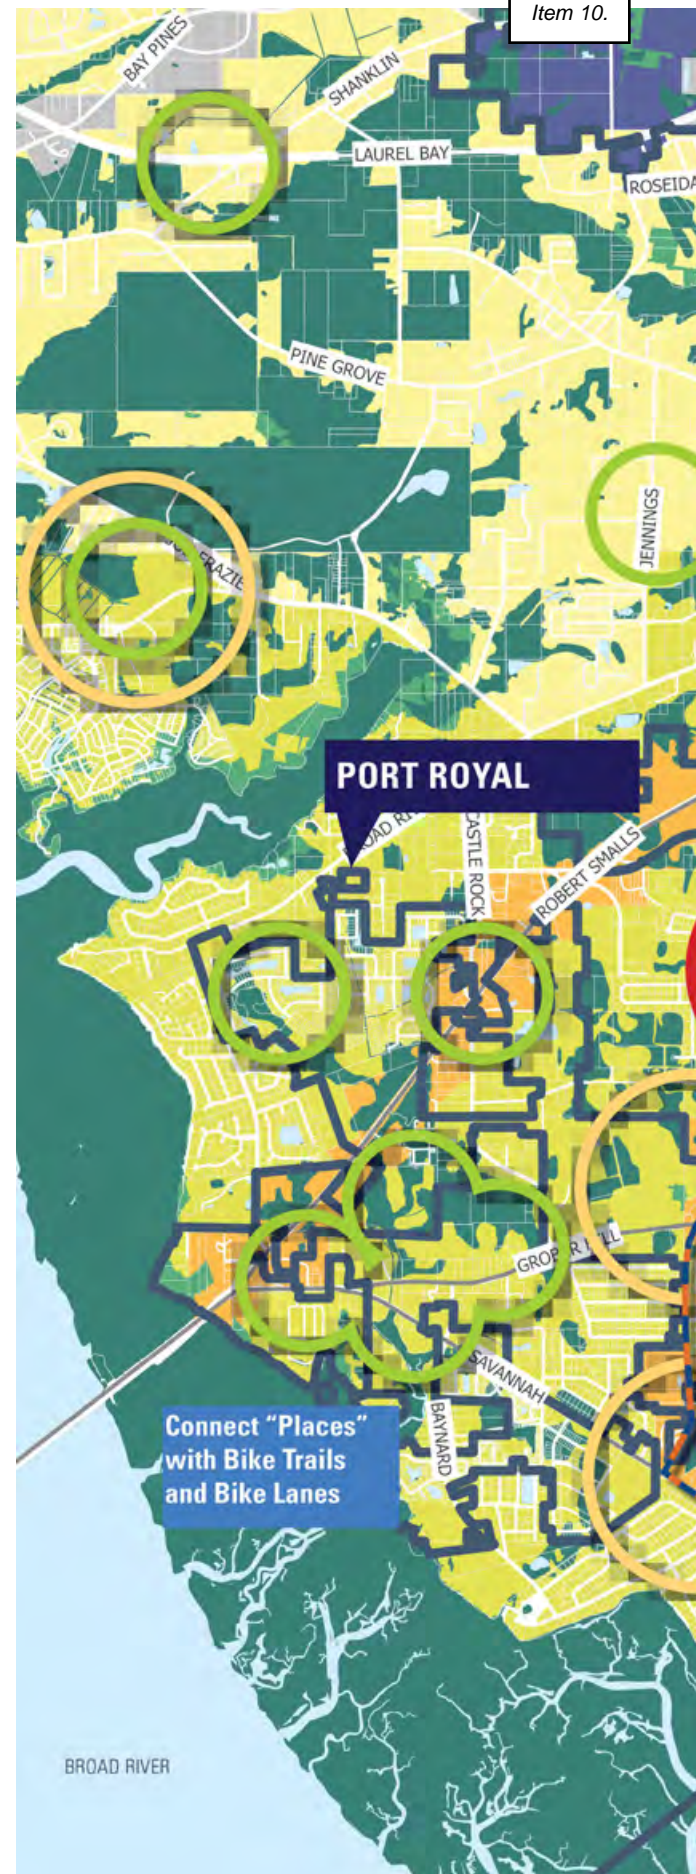 Item 10.
BAY PINES
SHANKLIN
LAUREL BAY
PINE GROVE
JENNINGS
PORT ROYAL
CASTLE ROCK
ROBERT SMALLS
SAVANNAH
BAYNARD
Connect “Places”
with Bike Trails
and Bike Lanes
BROAD RIVER